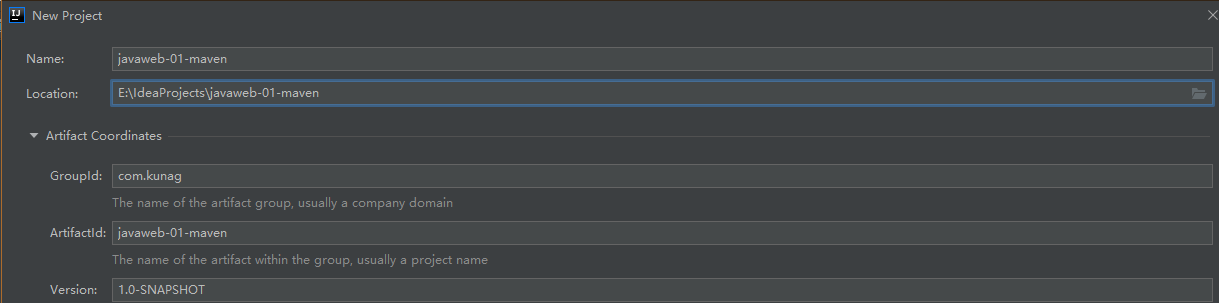 IJ
New Project
Name: javaweb-01-maven
Location: E:\IdeaProjects\javaweb-01-maven
Artifact Coordinates
GroupId: com.kunag
The name of the artifact group, usually a company domain
ArtifactId: javaweb-01-maven
The name of the artifact within the group, usually a project name
Version: 1.0-SNAPSHOT